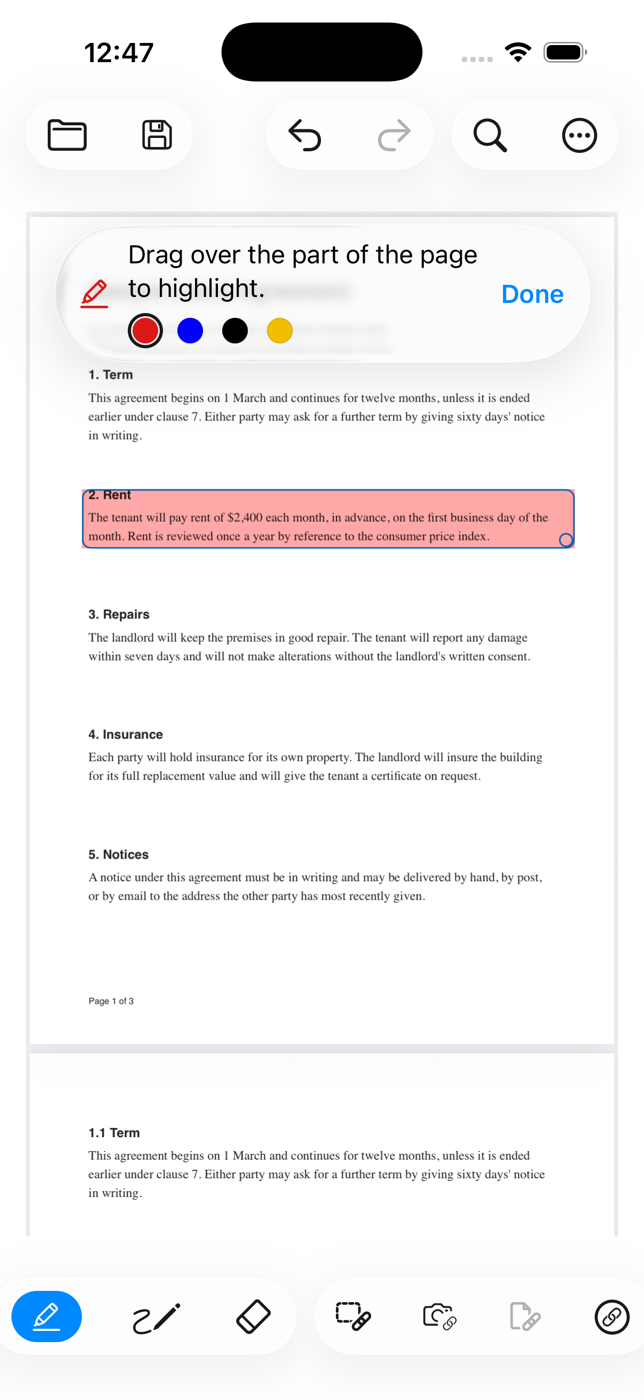 12:47
Drag over the part of the page
to highlight.
Done
1. Term
This agreement begins on 1 March and continues for twelve months, unless it is ended
earlier under clause 7. Either party may ask for a further term by giving sixty days' notice
in writing.
2. Rent
The tenant will pay rent of $2,400 each month, in advance, on the first business day of the
month. Rent is reviewed once a year by reference to the consumer price index.
3. Repairs
The landlord will keep the premises in good repair. The tenant will report any damage
within seven days and will not make alterations without the landlord's written consent.
4. Insurance
Each party will hold insurance for its own property. The landlord will insure the building
for its full replacement value and will give the tenant a certificate on request.
5. Notices
A notice under this agreement must be in writing and may be delivered by hand, by post,
or by email to the address the other party has most recently given.
Page 1 of 3
1.1 Term
This agreement begins on 1 March and continues for twelve months, unless it is ended
earlier under clause 7. Either party may ask for a further term by giving sixty days' notice
in writing.